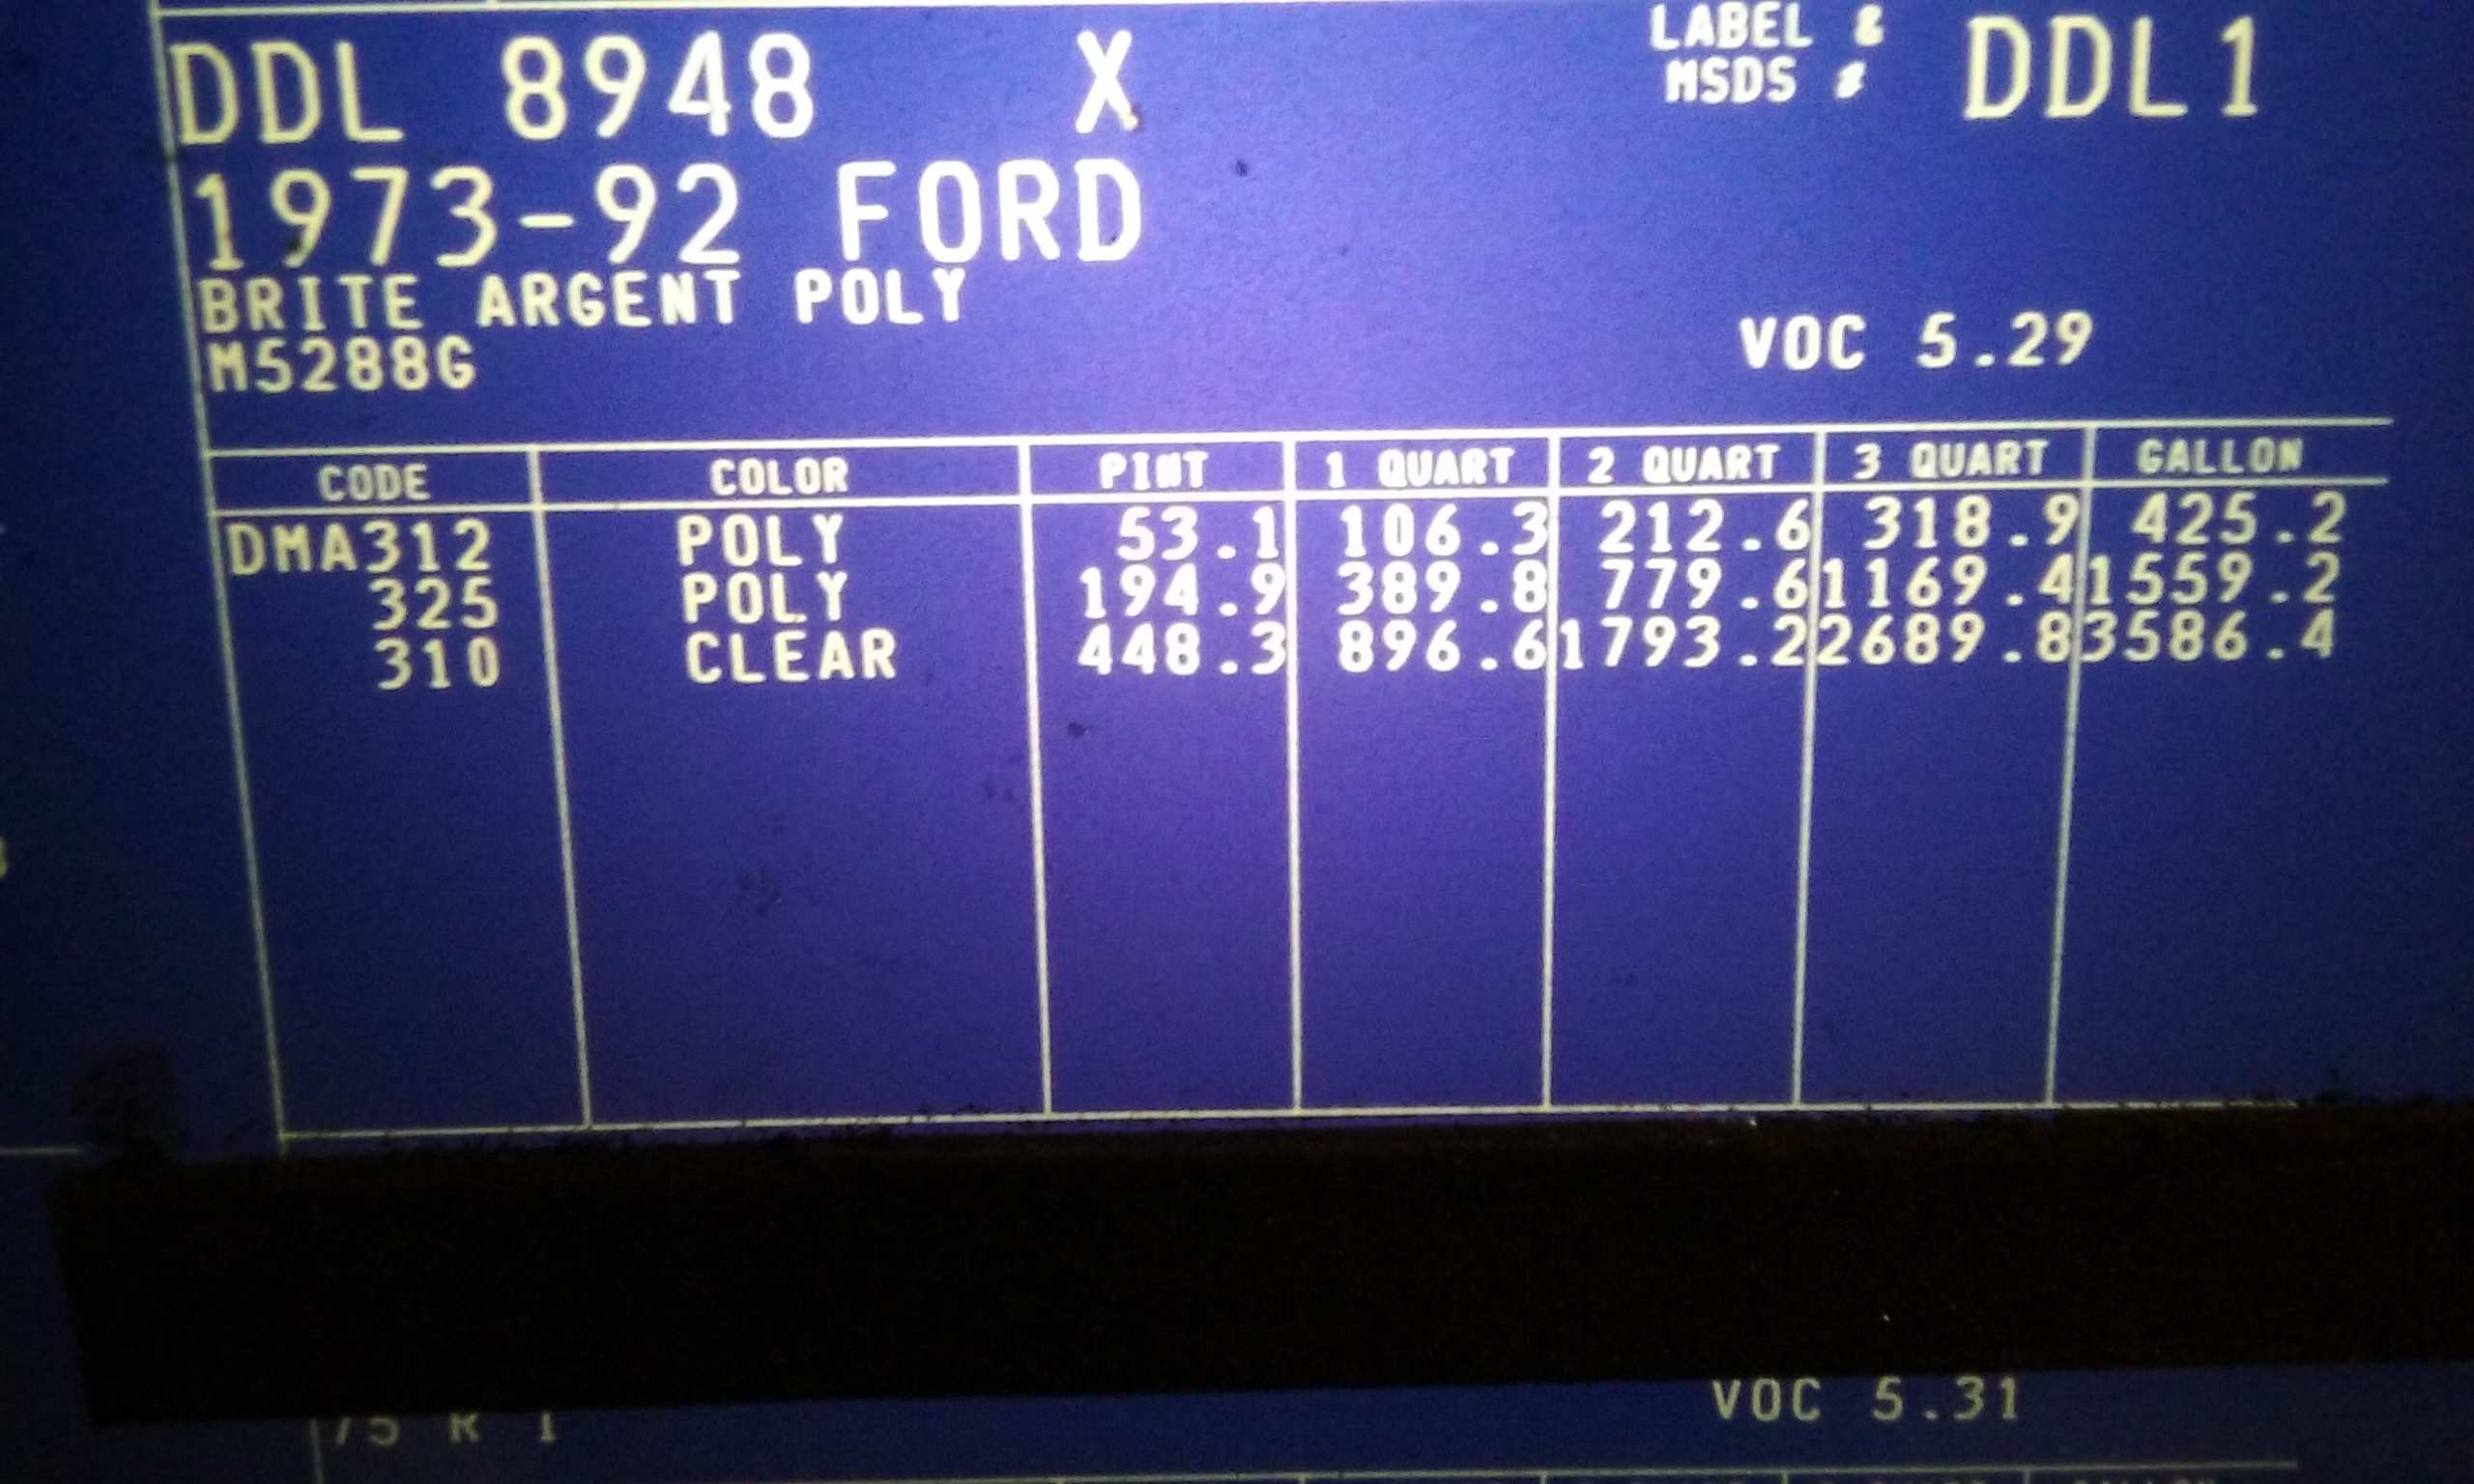 DDL 8948 X
LABEL &
MSDS #
DDL1
1973-92 FORD
BRITE ARGENT POLY
M5288G
VOC 5.29
CODE COLOR PINT 1 QUART 2 QUART 3 QUART GALLON
DMA312 POLY 53.1 106.3 212.6 318.9 425.2
325 POLY 194.9 389.8 779.6 1169.4 1559.2
310 CLEAR 448.3 896.6 1793.2 2689.8 3586.4
VOC 5.31
75 R 1